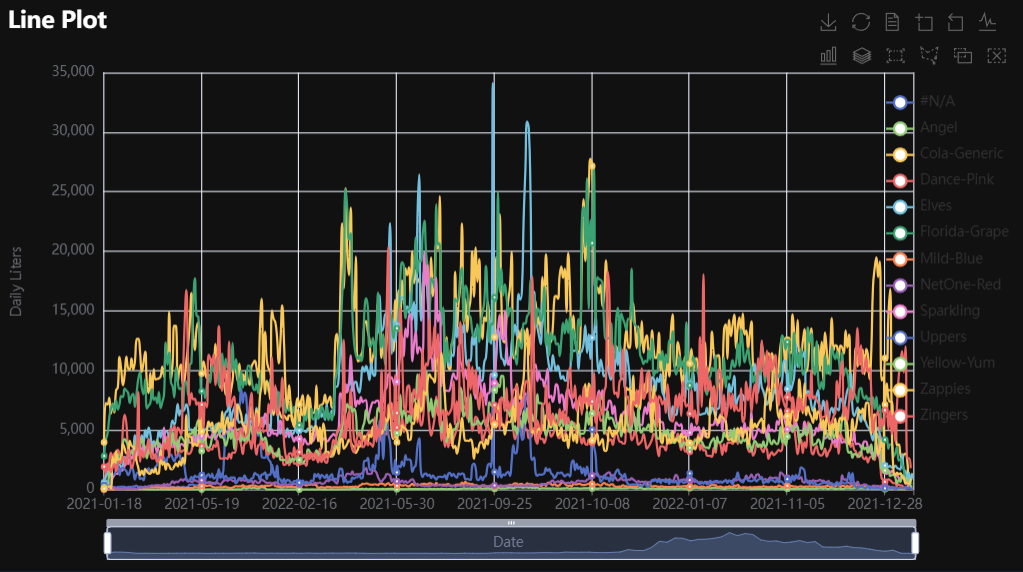 Line Plot
Daily Liters
35,000
30,000
25,000
20,000
15,000
10,000
5,000
0
#N/A
Angel
Cola-Generic
Dance-Pink
Elves
Florida-Grape
Mild-Blue
NetOne-Red
Sparkling
Uppers
Yellow-Yum
Zappies
Zingers
2021-01-18
2021-05-19
2022-02-16
2021-05-30
2021-09-25
2021-10-08
2022-01-07
2021-11-05
2021-12-28
Date